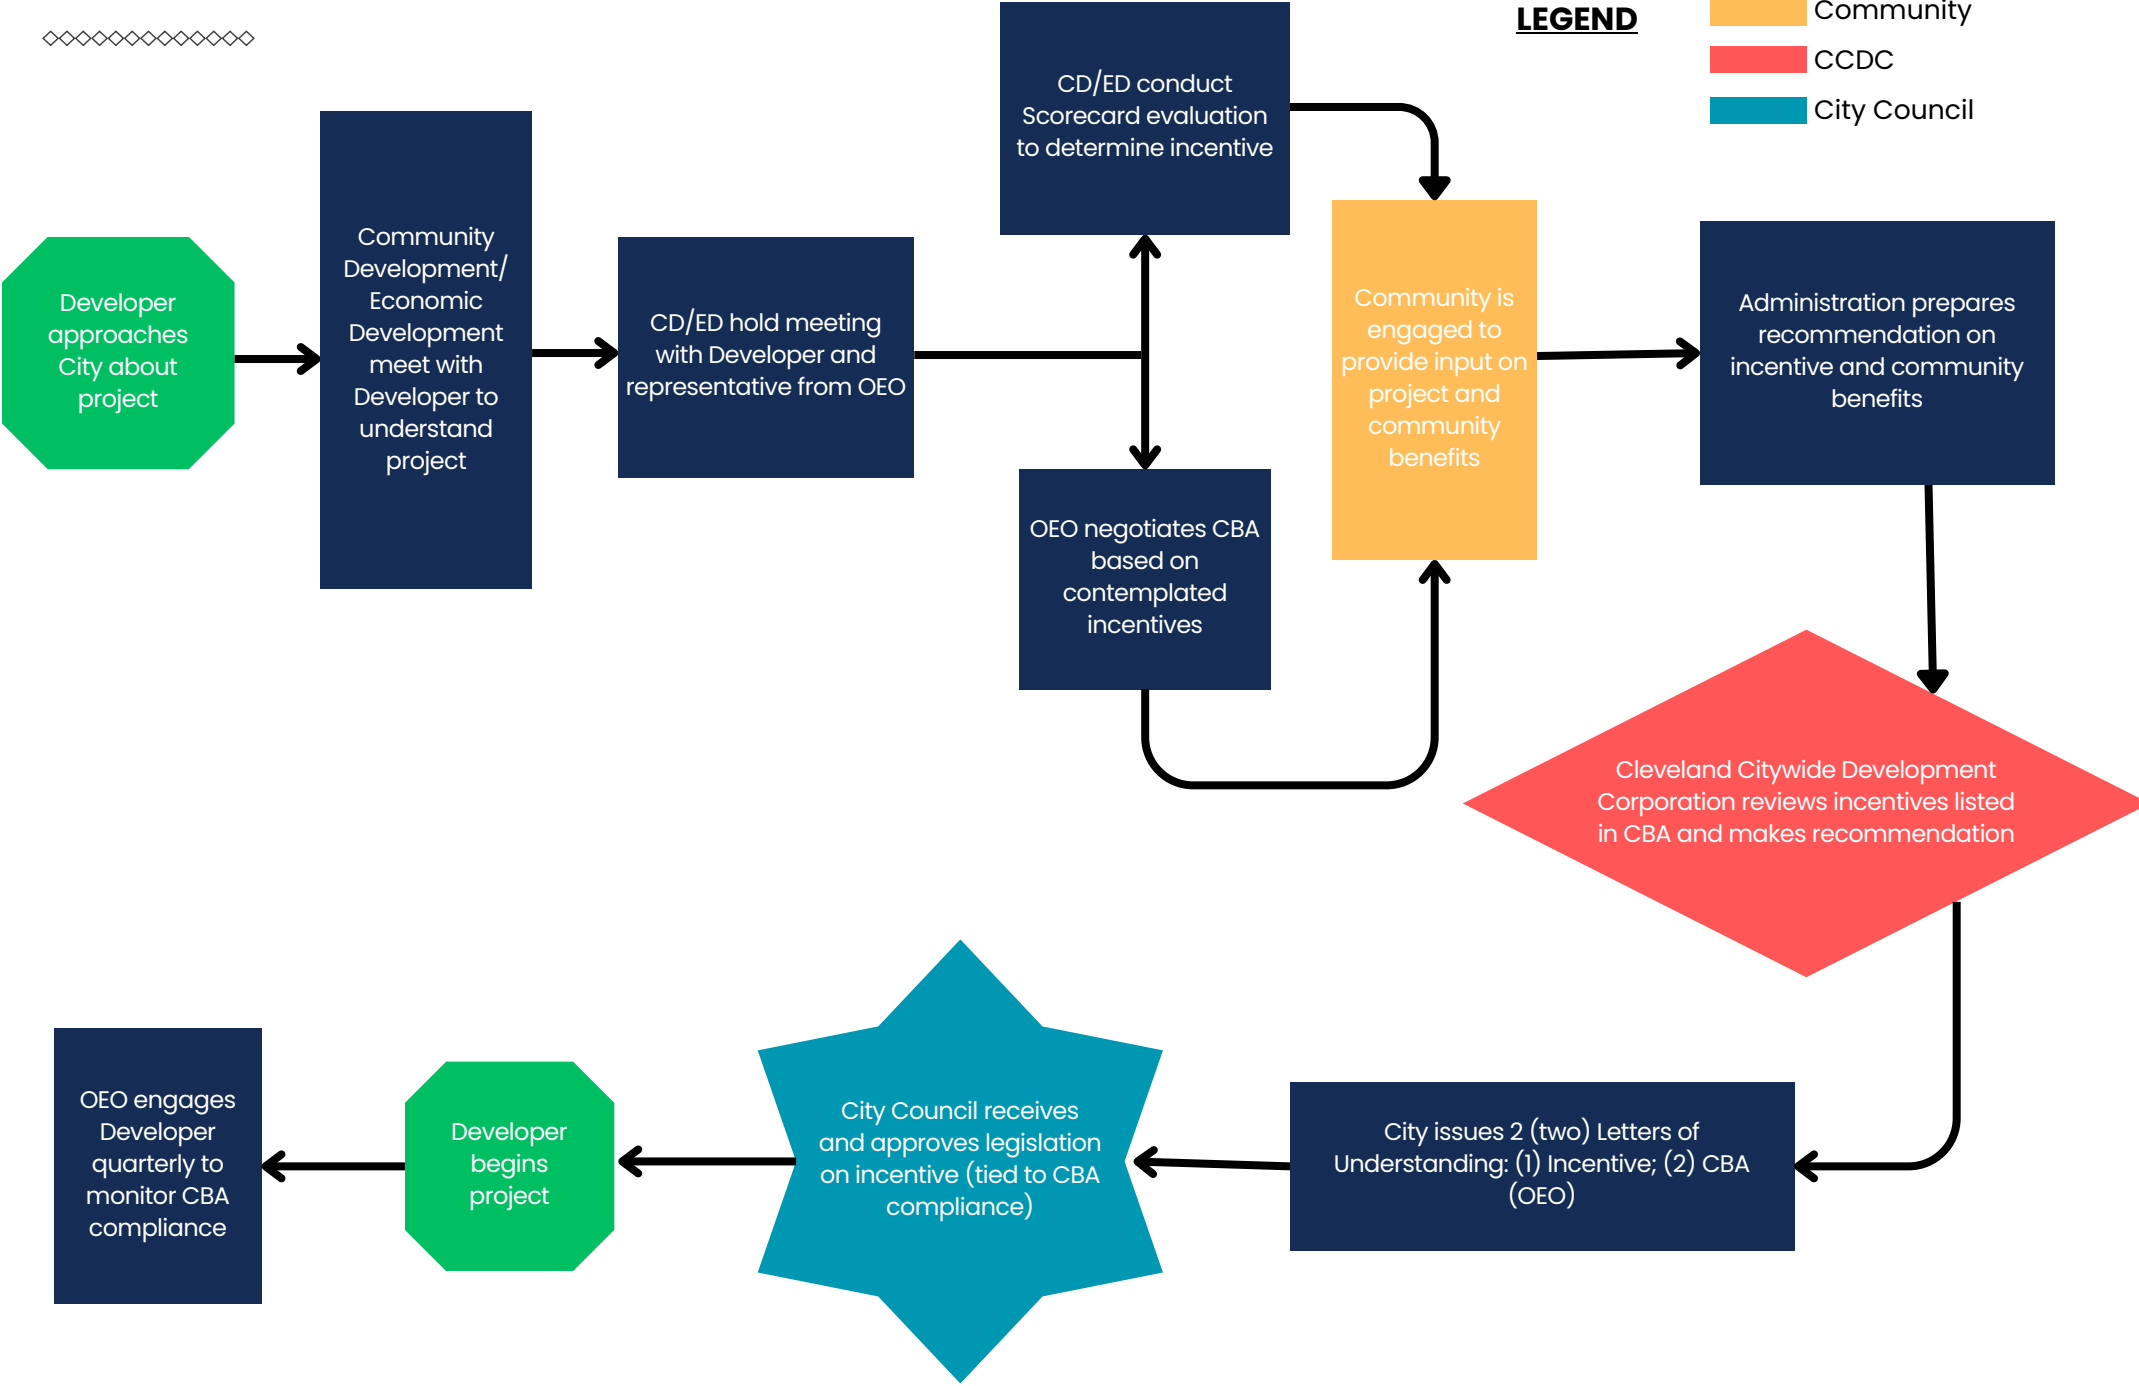 LEGEND
Community
CCDC
City Council
Developer
approaches
City about
project
Community
Development/
Economic
Development
meet with
Developer to
understand
project
CD/ED hold meeting
with Developer and
representative from OEO
CD/ED conduct
Scorecard evaluation
to determine incentive
OEO negotiates CBA
based on
contemplated
incentives
Community is
engaged to
provide input on
project and
community
benefits
Administration prepares
recommendation on
incentive and community
benefits
Cleveland Citywide Development
Corporation reviews incentives listed
in CBA and makes recommendation
City issues 2 (two) Letters of
Understanding: (1) Incentive; (2) CBA
(OEO)
City Council receives
and approves legislation
on incentive (tied to CBA
compliance)
Developer
begins
project
OEO engages
Developer
quarterly to
monitor CBA
compliance